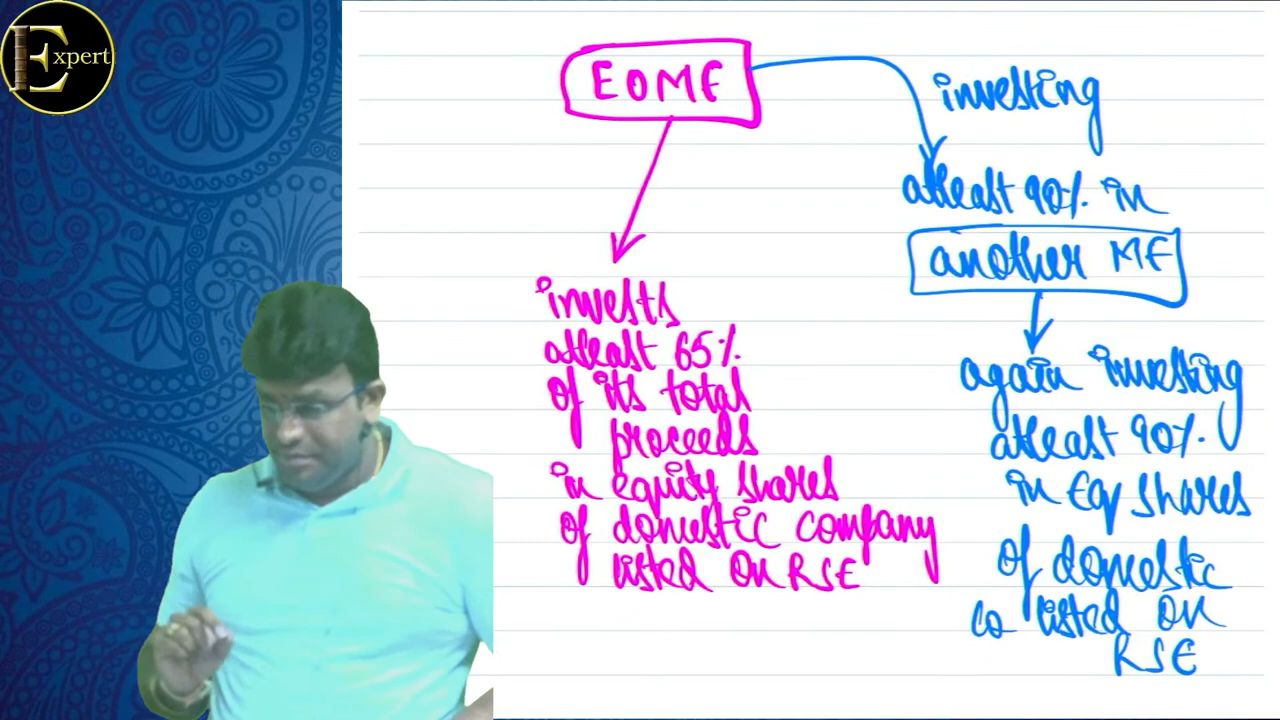 Expert
EOMF
invests
atleast 65%
of its total
proceeds
in equity shares
of domestic company
listed on RSE
investing
atleast 90% in
another MF
again investing
atleast 90%
in Eq shares
of domestic
co listed on
RSE